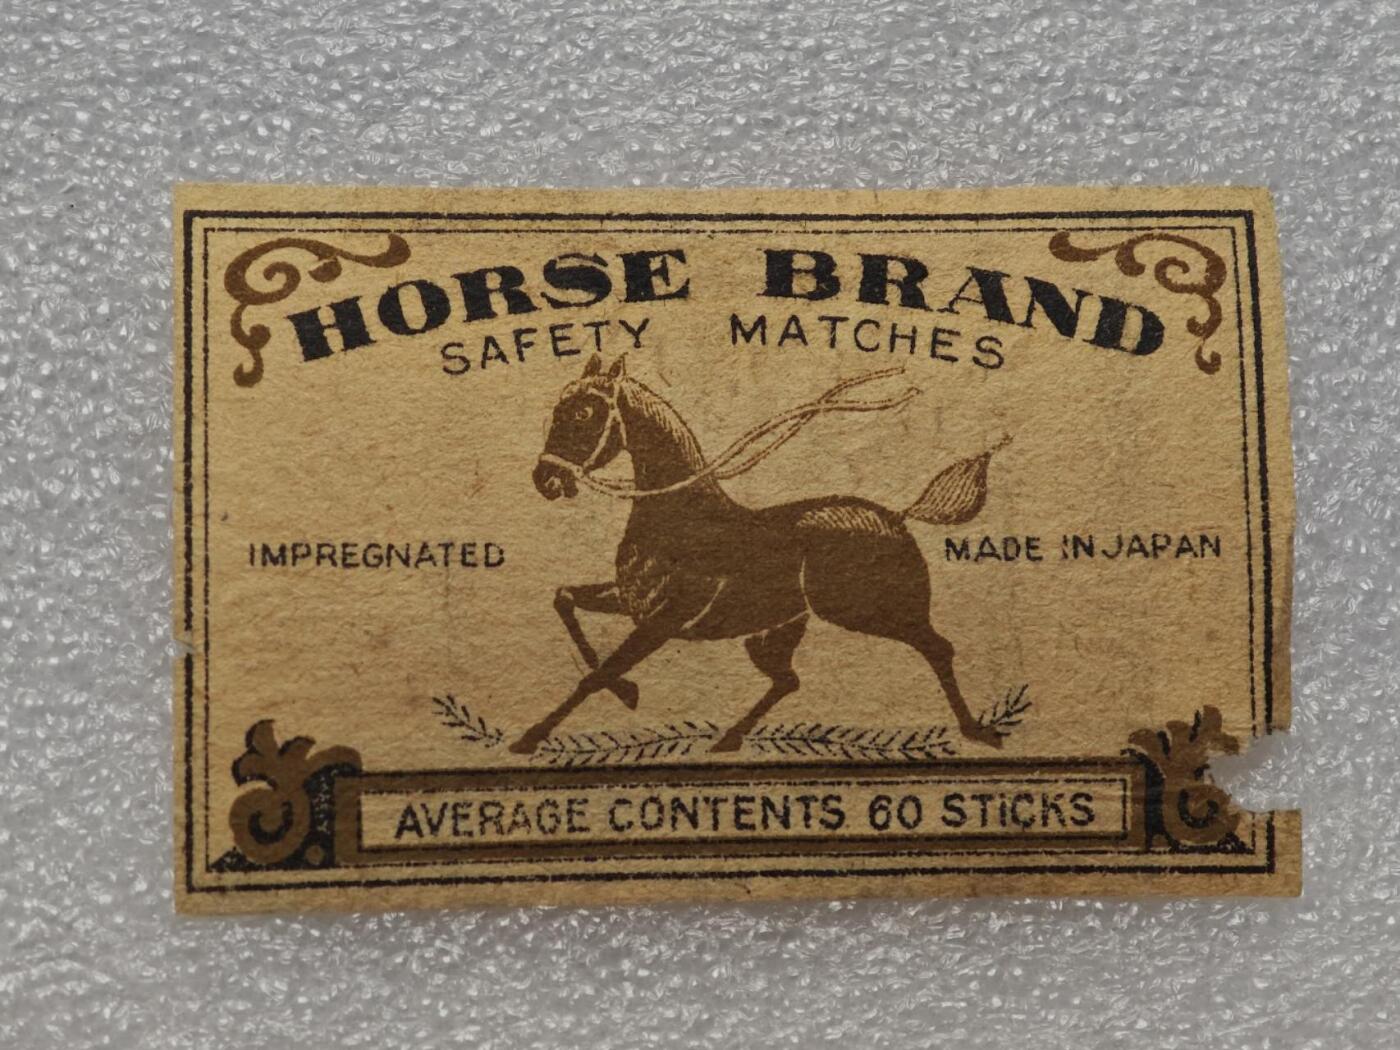 HORSE BRAND
SAFETY MATCHES
IMPREGNATED
MADE IN JAPAN
AVERAGE CONTENTS 60 STICKS